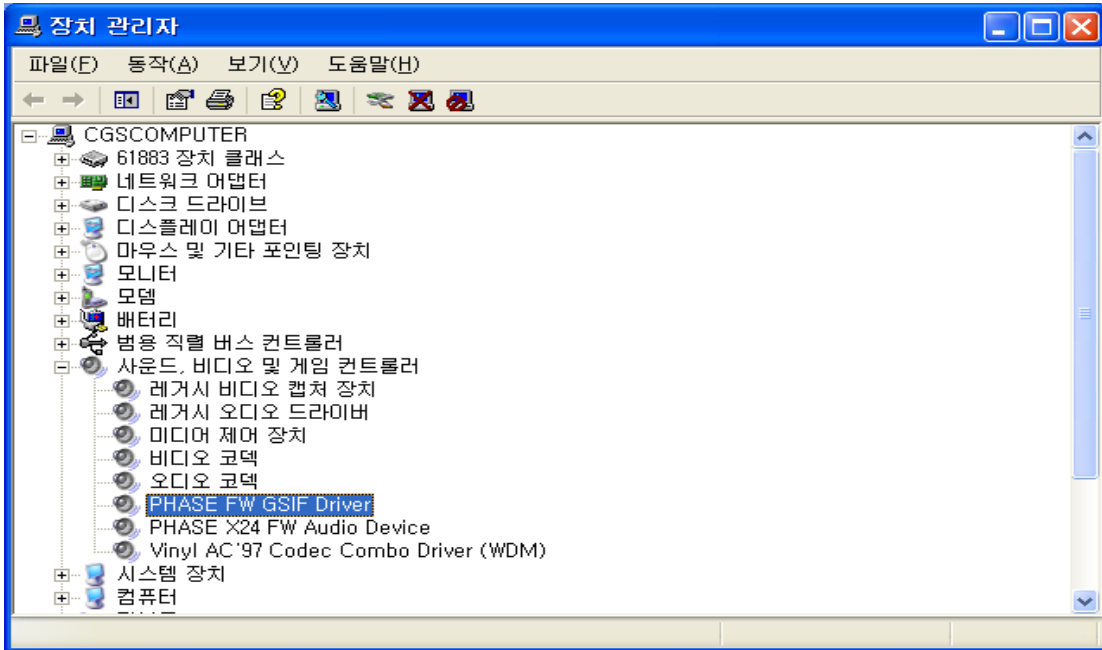 장치 관리자
파일(F) 동작(A) 보기(V) 도움말(H)
CGSCOMPUTER
61883 장치 클래스
네트워크 어댑터
디스크 드라이브
디스플레이 어댑터
마우스 및 기타 포인팅 장치
모니터
모뎀
배터리
범용 직렬 버스 컨트롤러
사운드, 비디오 및 게임 컨트롤러
레거시 비디오 캡처 장치
레거시 오디오 드라이버
미디어 제어 장치
비디오 코덱
오디오 코덱
PHASE FW GSIF Driver
PHASE X24 FW Audio Device
Vinyl AC'97 Codec Combo Driver (WDM)
시스템 장치
컴퓨터